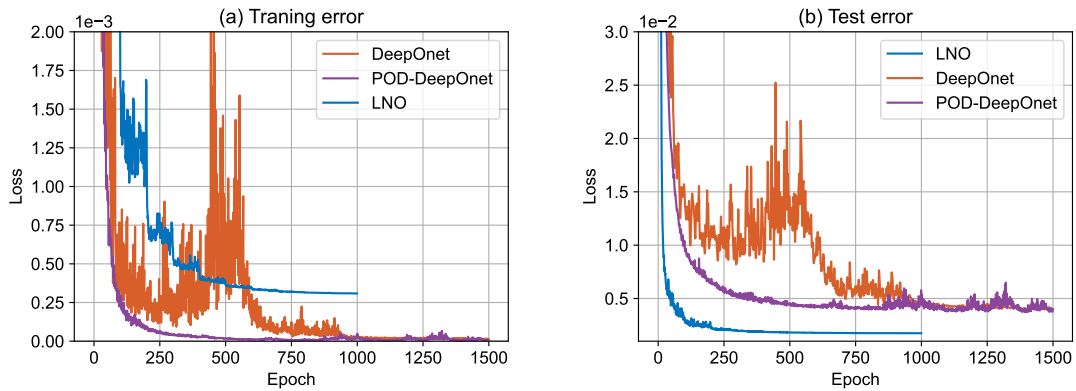 (a) Traning error
1e−3
2.00
1.75
1.50
1.25
1.00
0.75
0.50
0.25
0.00
Loss
DeepOnet
POD-DeepOnet
LNO
0
250
500
750
1000
1250
1500
Epoch
(b) Test error
1e−2
3.0
2.5
2.0
1.5
1.0
0.5
Loss
LNO
DeepOnet
POD-DeepOnet
0
250
500
750
1000
1250
1500
Epoch